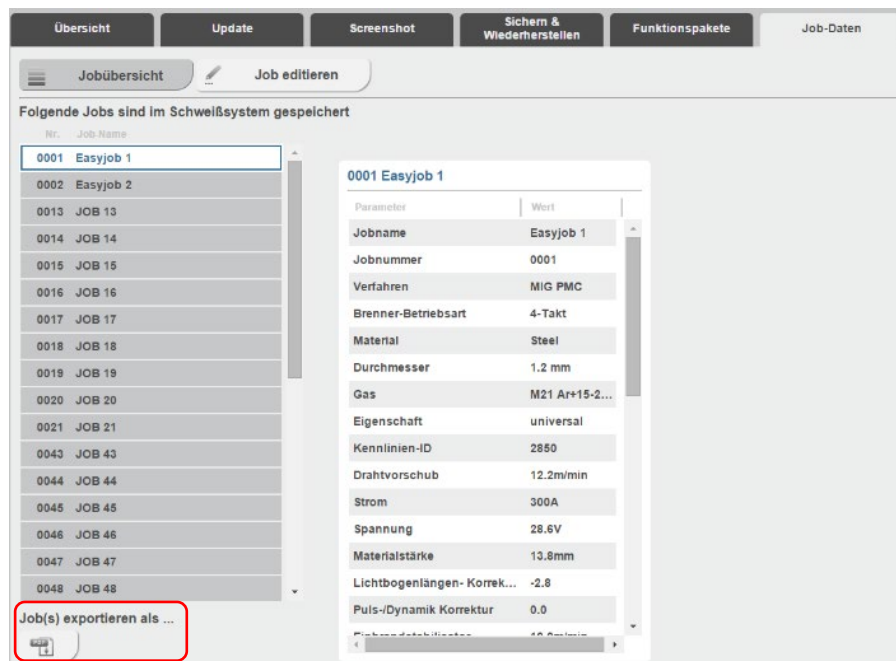 Übersicht
Update
Screenshot
Sichern &
Wiederherstellen
Funktionspakete
Job-Daten
Jobübersicht
Job editieren
Folgende Jobs sind im Schweißsystem gespeichert
Nr. Job-Name
0001 Easyjob 1
0002 Easyjob 2
0013 JOB 13
0014 JOB 14
0015 JOB 15
0016 JOB 16
0017 JOB 17
0018 JOB 18
0019 JOB 19
0020 JOB 20
0021 JOB 21
0043 JOB 43
0044 JOB 44
0045 JOB 45
0046 JOB 46
0047 JOB 47
0048 JOB 48
Job(s) exportieren als ...
0001 Easyjob 1
Parameter Wert
Jobname Easyjob 1
Jobnummer 0001
Verfahren MIG PMC
Brenner-Betriebsart 4-Takt
Material Steel
Durchmesser 1.2 mm
Gas M21 Ar+15-2...
Eigenschaft universal
Kennlinien-ID 2850
Drahtvorschub 12.2m/min
Strom 300A
Spannung 28.6V
Materialstärke 13.8mm
Lichtbogenlängen- Korrek... -2.8
Puls-/Dynamik Korrektur 0.0